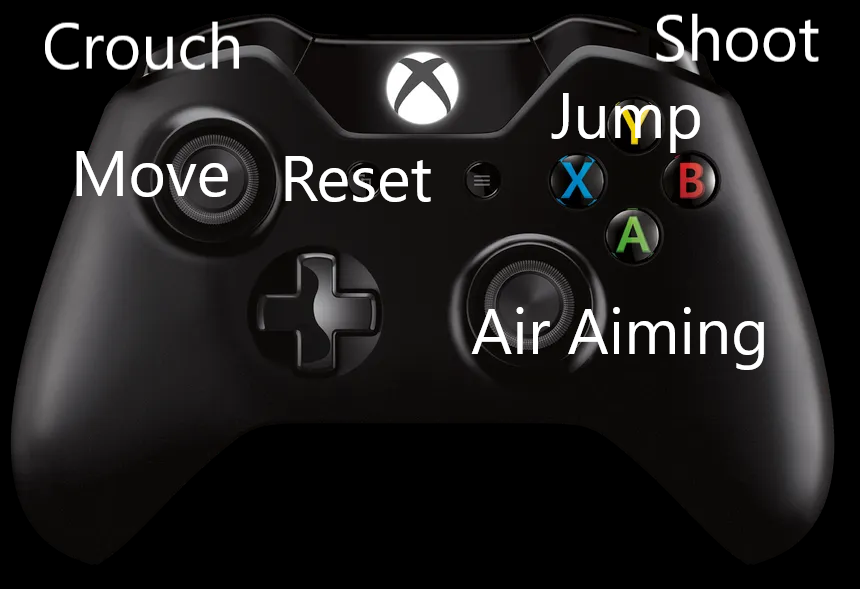 Crouch
Shoot
Jump
Y
Move
Reset
X
B
A
Air Aiming